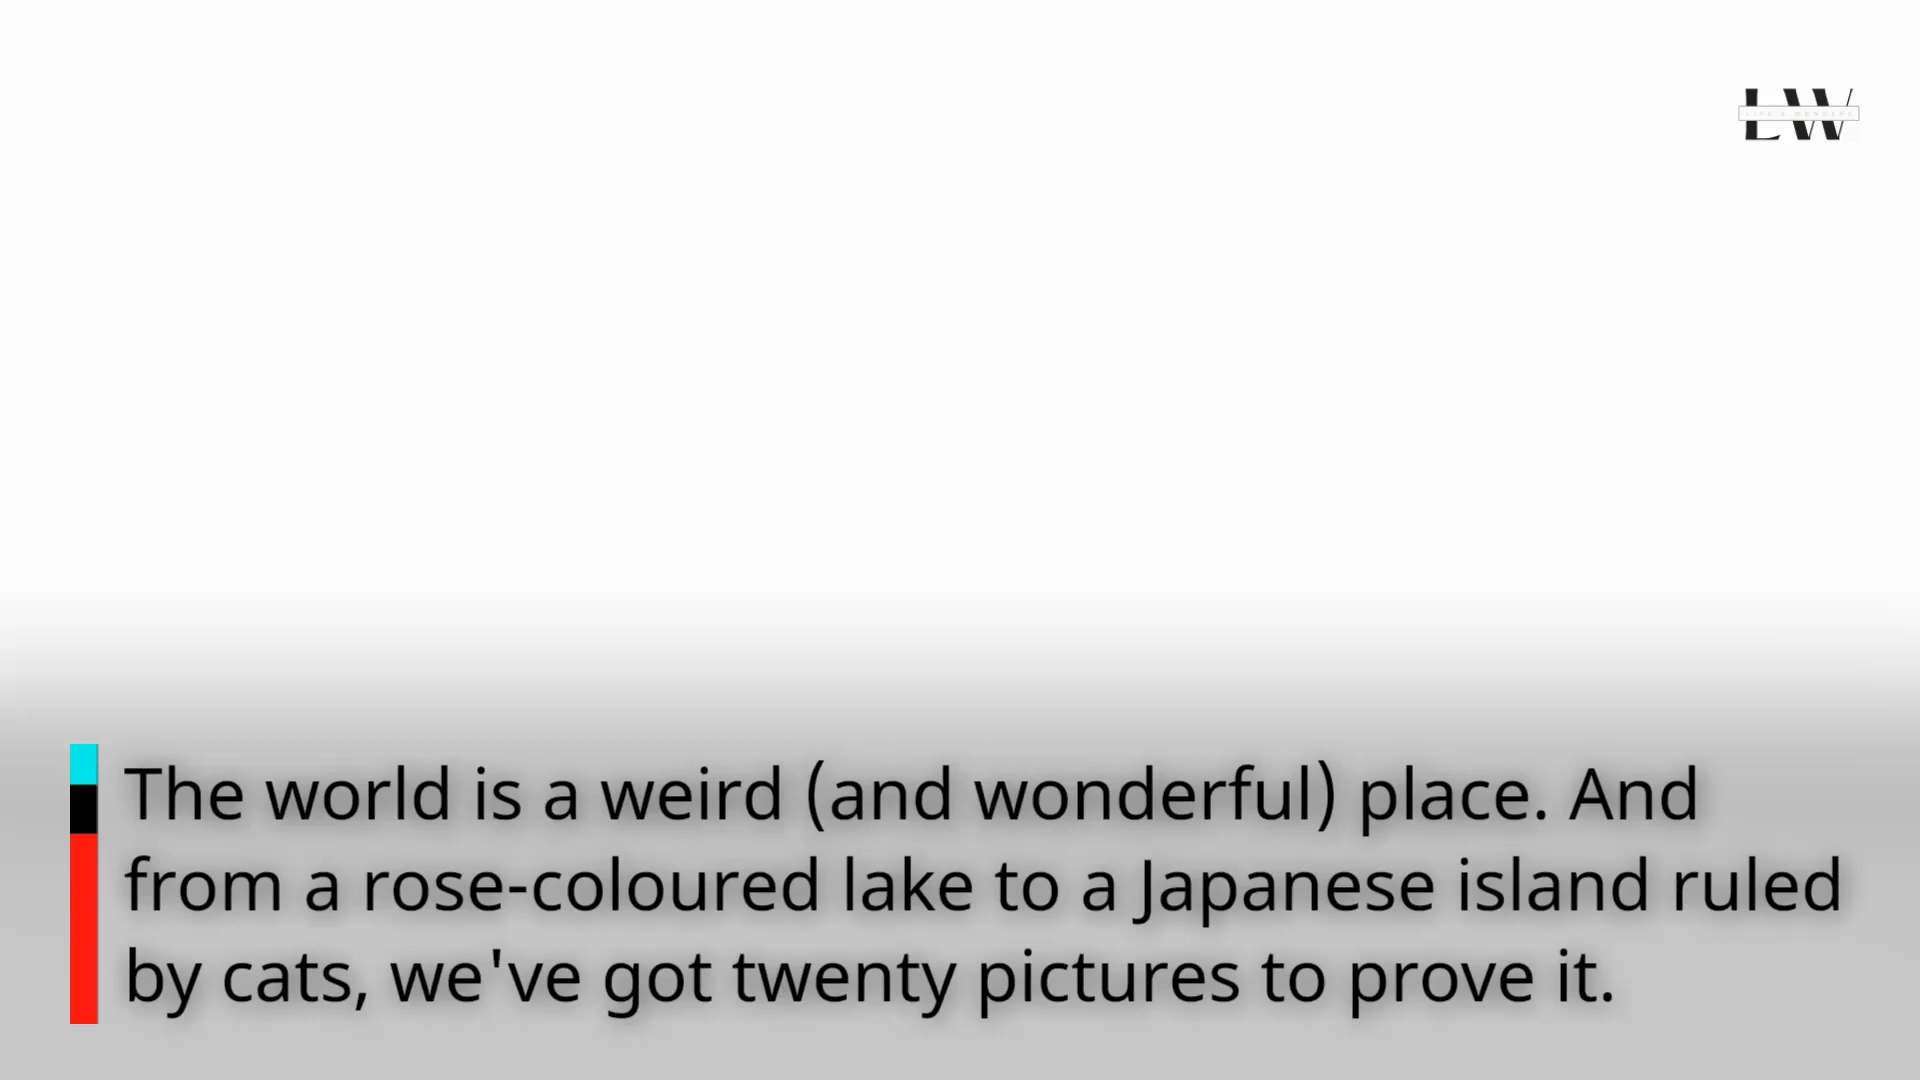 LW
The world is a weird (and wonderful) place. And
from a rose-coloured lake to a Japanese island ruled
by cats, we've got twenty pictures to prove it.